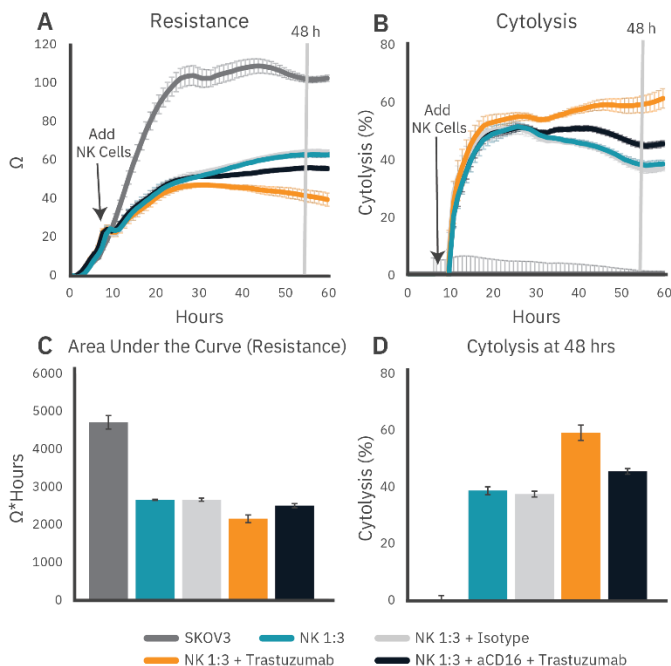 A Resistance
48 h
120
100
80
60
40
20
0
Ω
Add
NK Cells
0 10 20 30 40 50 60
Hours
B Cytolysis
48 h
80
60
40
20
0
Cytolysis (%)
Add
NK Cells
0 10 20 30 40 50 60
Hours
C Area Under the Curve (Resistance)
6000
5000
4000
3000
2000
1000
0
Ω*Hours
D Cytolysis at 48 hrs
80
60
40
20
0
Cytolysis (%)
SKOV3 NK 1:3 NK 1:3 + Isotype
NK 1:3 + Trastuzumab NK 1:3 + aCD16 + Trastuzumab